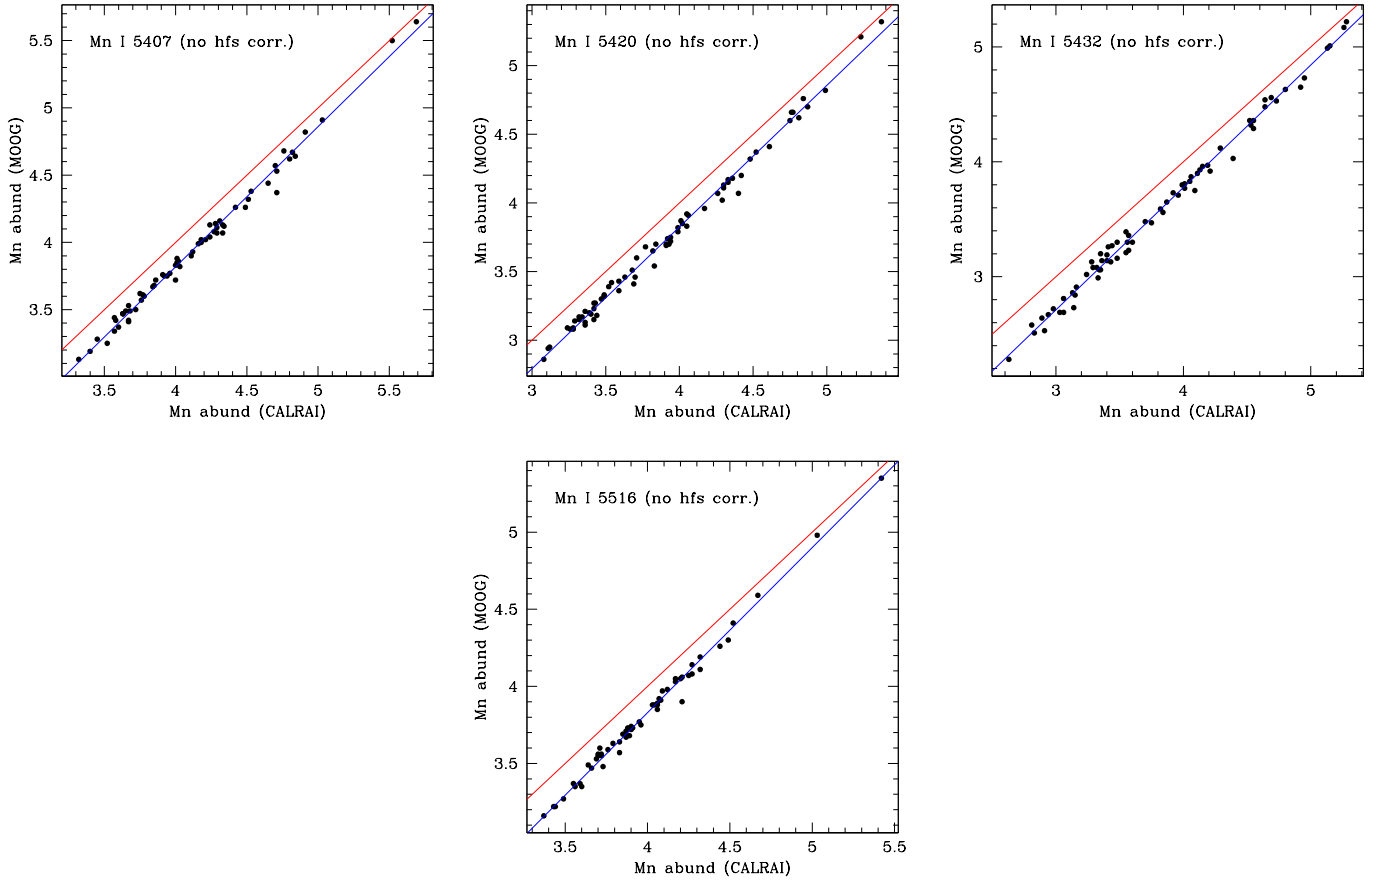 Mn I 5407 (no hfs corr.)
5.5
5
4.5
4
3.5
Mn abund (MOOG)
3.5
4
4.5
5
5.5
Mn abund (CALRAI)
Mn I 5420 (no hfs corr.)
5
4.5
4
3.5
3
Mn abund (MOOG)
3
3.5
4
4.5
5
Mn abund (CALRAI)
Mn I 5432 (no hfs corr.)
5
4
3
Mn abund (MOOG)
3
4
5
Mn abund (CALRAI)
Mn I 5516 (no hfs corr.)
5
4.5
4
3.5
Mn abund (MOOG)
3.5
4
4.5
5
5.5
Mn abund (CALRAI)